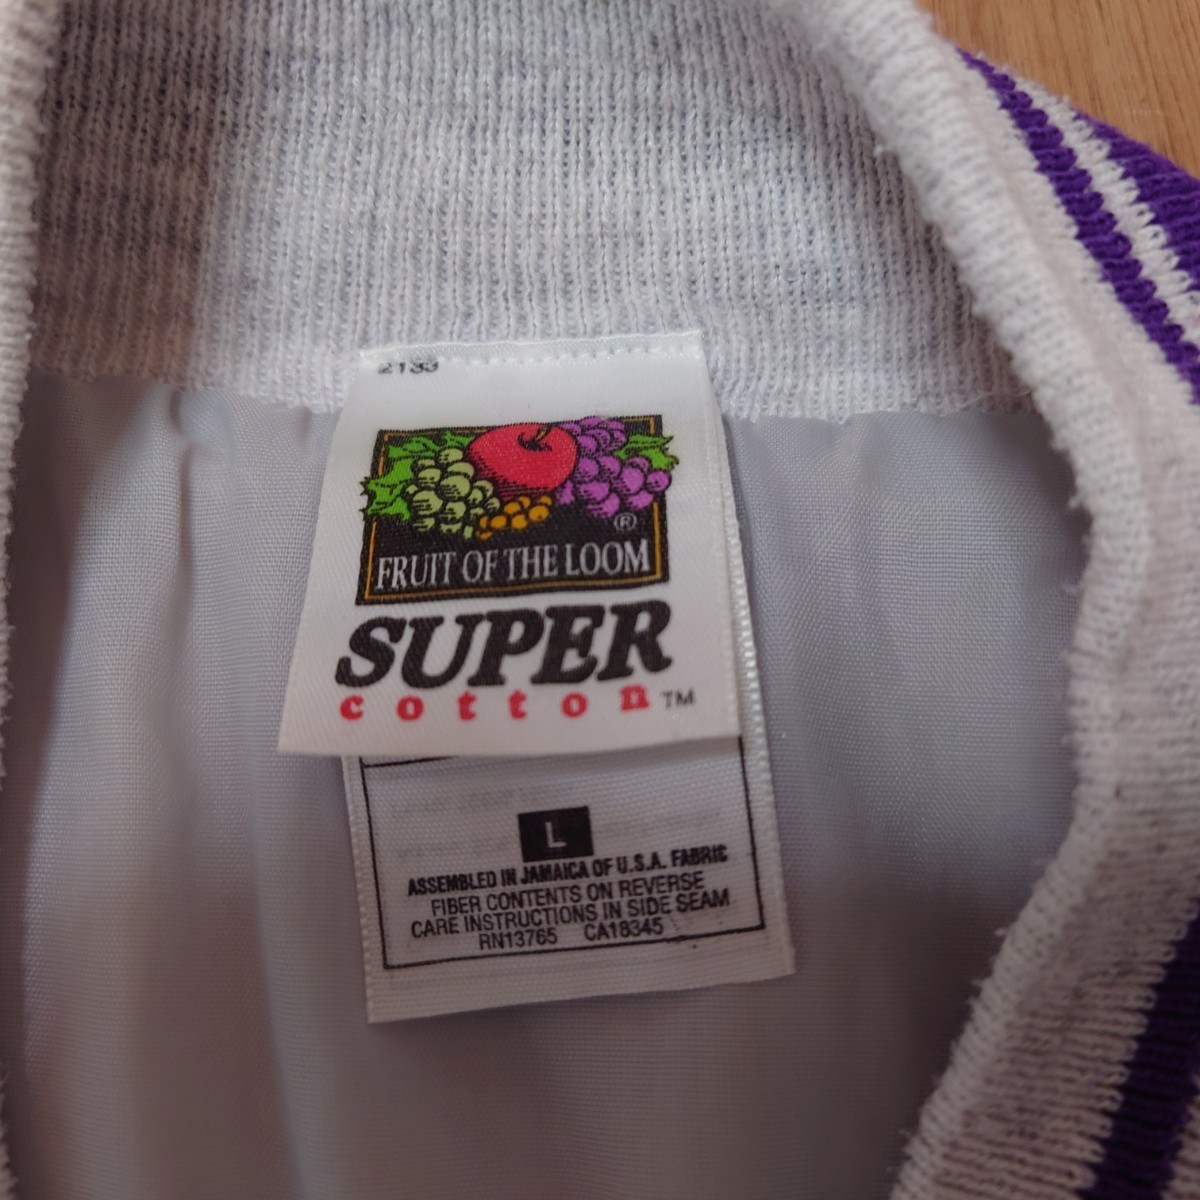 2133
®
FRUIT OF THE LOOM
SUPER
cotton™
L
ASSEMBLED IN JAMAICA OF U.S.A. FABRIC
FIBER CONTENTS ON REVERSE
CARE INSTRUCTIONS IN SIDE SEAM
RN13765 CA18345